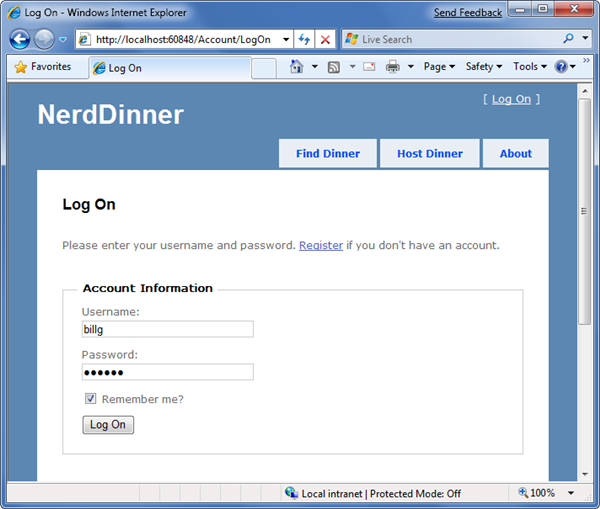 Log On - Windows Internet Explorer
Send Feedback
http://localhost:60848/Account/LogOn
Live Search
Favorites
Log On
Page
Safety
Tools
[ Log On ]
NerdDinner
Find Dinner
Host Dinner
About
Log On
Please enter your username and password. Register if you don't have an account.
Account Information
Username:
billg
Password:
••••••
Remember me?
Log On
Local intranet | Protected Mode: Off
100%